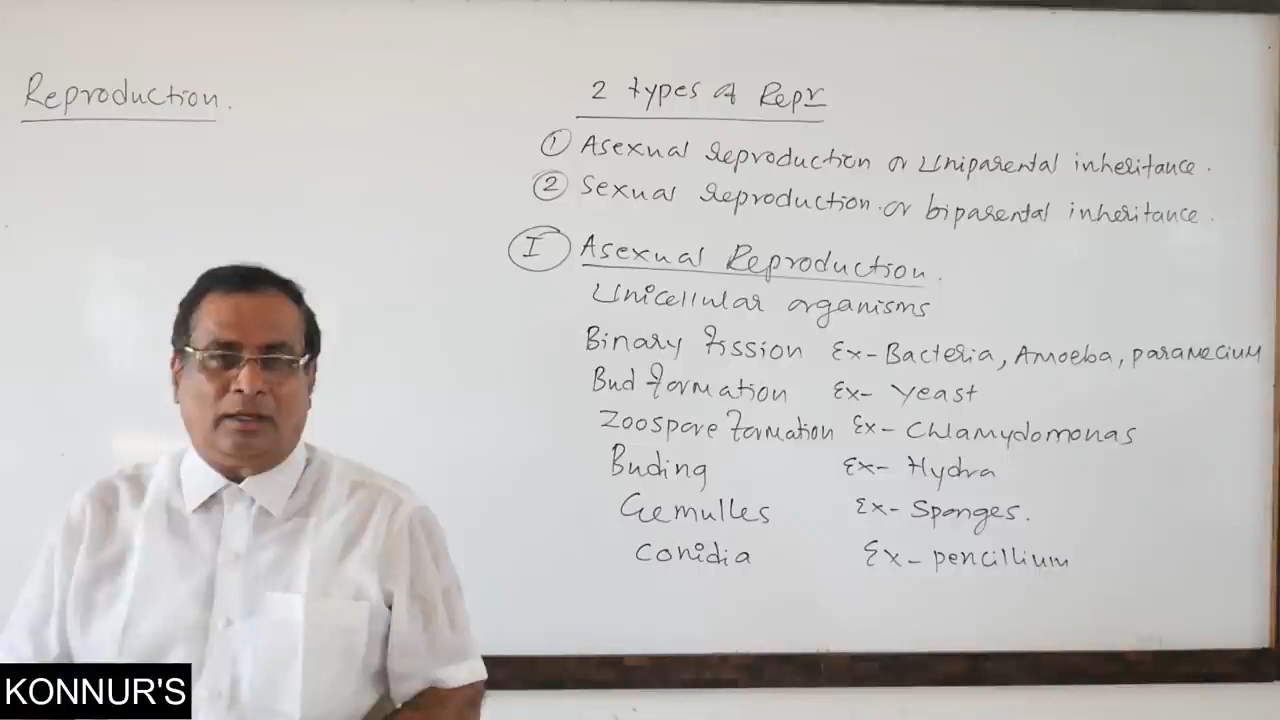 Reproduction.
2 types of Repr
① Asexual reproduction or Uniparental inheritance.
② Sexual reproduction or biparental inheritance.
Ⓘ Asexual Reproduction.
Unicellular organisms
Binary Fission Ex- Bacteria, Amoeba, paramecium
Bud formation Ex- Yeast
Zoospore Formation Ex- Chlamydomonas
Buding Ex- Hydra
Gemulles Ex- Sponges.
Conidia Ex- pencillium
KONNUR'S